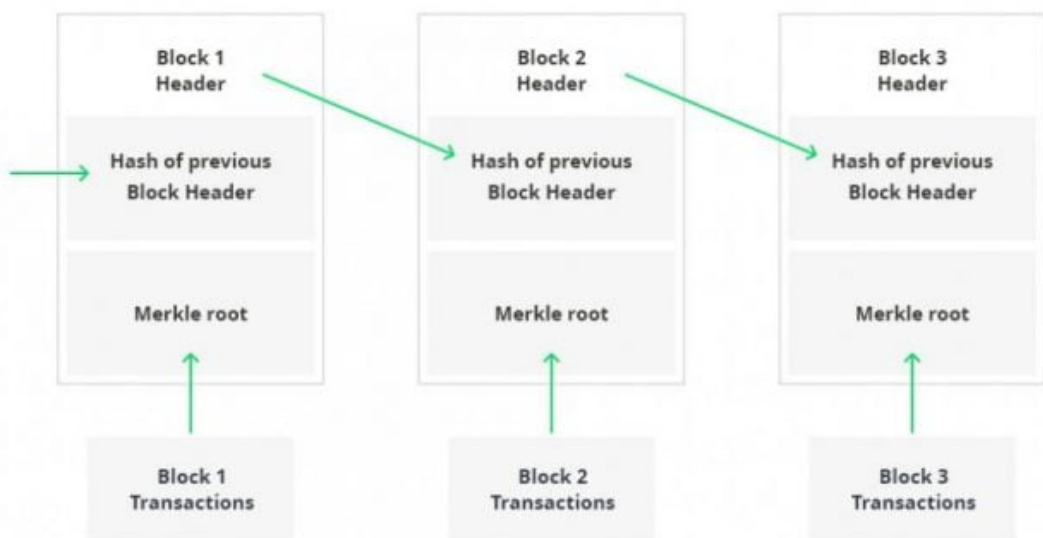 Block 1
Header
Hash of previous
Block Header
Merkle root
Block 1
Transactions
Block 2
Header
Hash of previous
Block Header
Merkle root
Block 2
Transactions
Block 3
Header
Hash of previous
Block Header
Merkle root
Block 3
Transactions